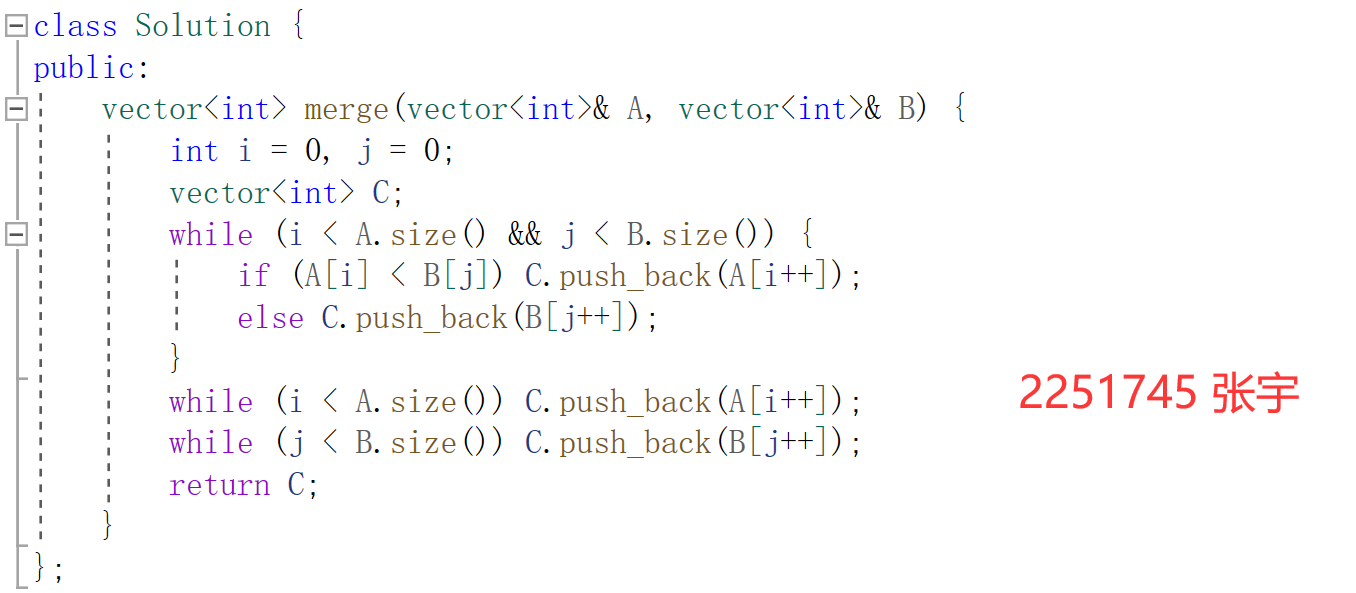 class Solution {
public:
    vector<int> merge(vector<int>& A, vector<int>& B) {
        int i = 0, j = 0;
        vector<int> C;
        while (i < A.size() && j < B.size()) {
            if (A[i] < B[j]) C.push_back(A[i++]);
            else C.push_back(B[j++]);
        }
        while (i < A.size()) C.push_back(A[i++]);
        while (j < B.size()) C.push_back(B[j++]);
        return C;
    }
};
2251745 张宇